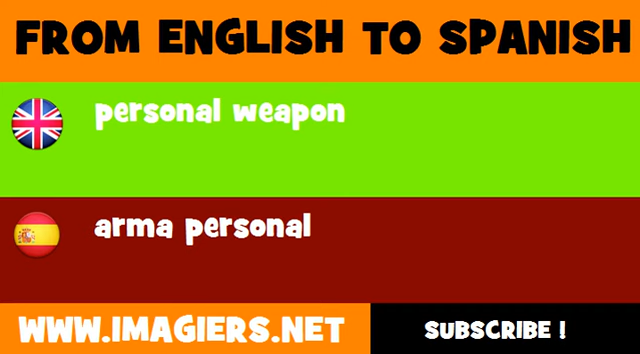 FROM ENGLISH TO SPANISH
personal weapon
arma personal
WWW.IMAGIERS.NET
SUBSCRIBE !